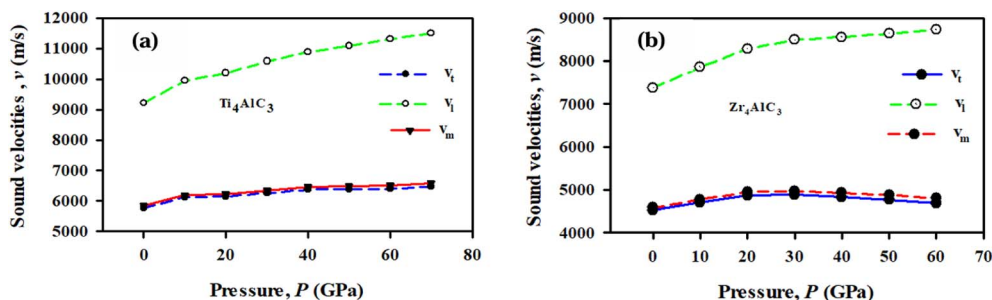 (a)
12000
11000
10000
9000
8000
7000
6000
5000
Sound velocities , v (m/s)
Ti₄AlC₃
vₜ
vₗ
vₘ
0 20 40 60 80
Pressure, P (GPa)
(b)
9000
8000
7000
6000
5000
4000
Sound velocities, v (m/s)
Zr₄AlC₃
vₜ
vₗ
vₘ
0 10 20 30 40 50 60 70
Pressure, P (GPa)